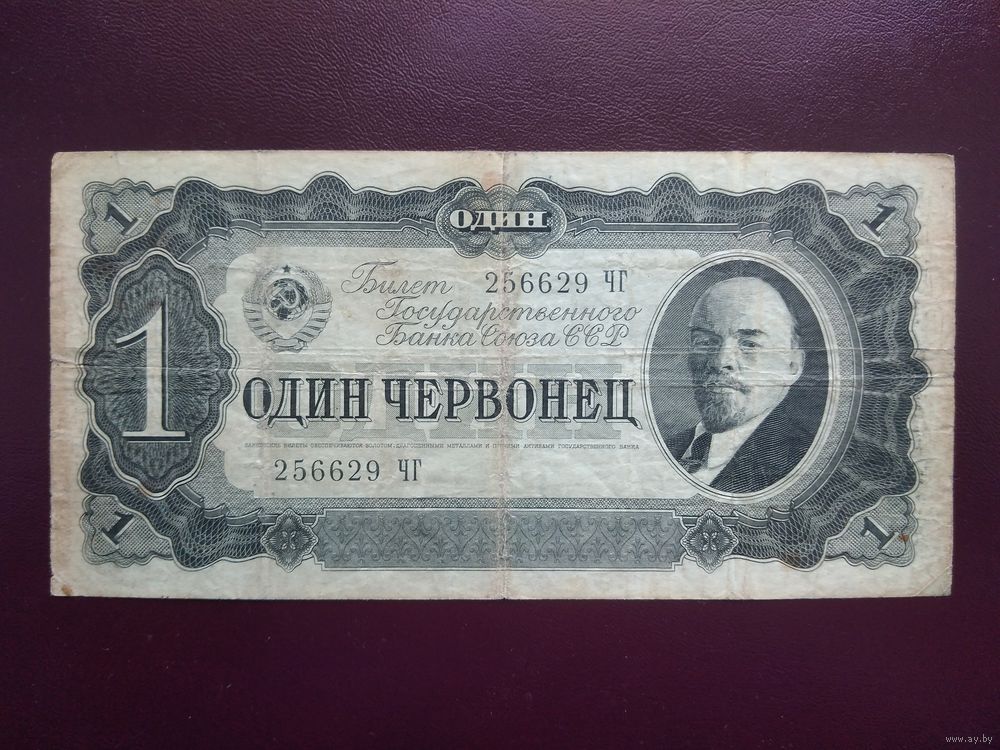 1 ОДИН 1
Билет 256629 ЧГ
Государственного
Банка Союза ССР
1
ОДИН ЧЕРВОНЕЦ
БАНКОВСКИЕ БИЛЕТЫ ОБЕСПЕЧИВАЮТСЯ ЗОЛОТОМ, ДРАГОЦЕННЫМИ МЕТАЛЛАМИ И ПРОЧИМИ АКТИВАМИ ГОСУДАРСТВЕННОГО БАНКА
256629 ЧГ
1 1
www.ay.by